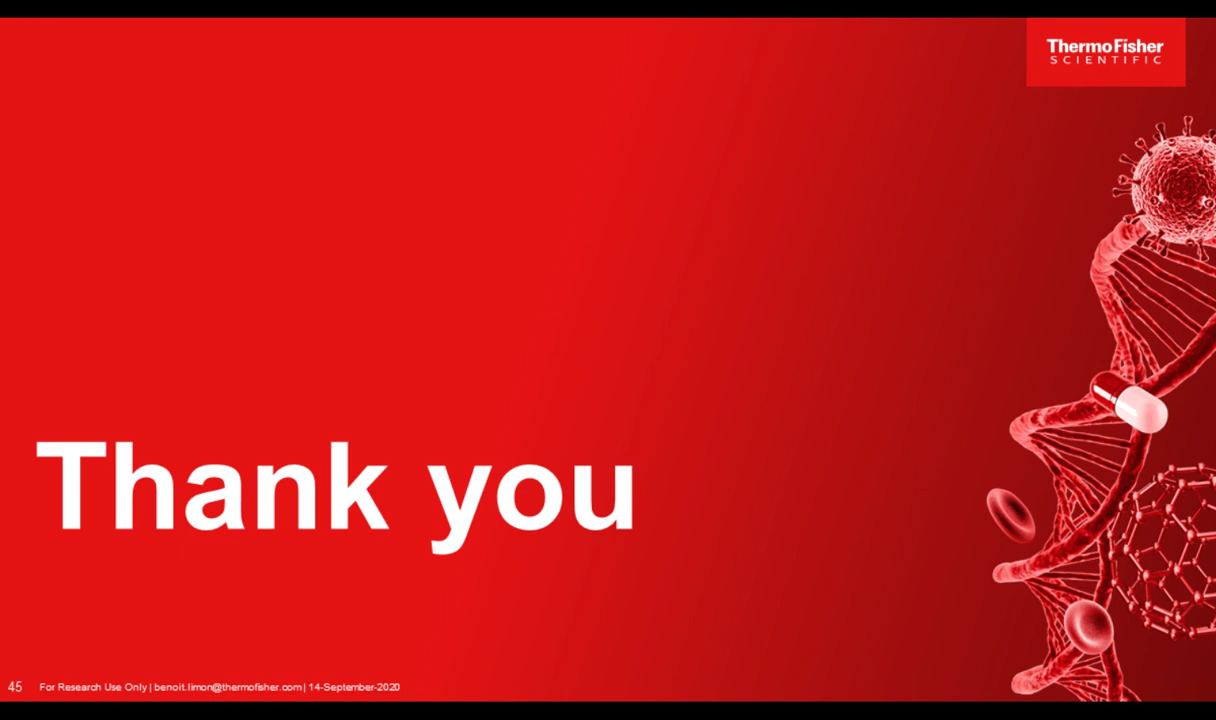 ThermoFisher
SCIENTIFIC
Thank you
45 For Research Use Only | benoit.limon@thermofisher.com | 14-September-2020